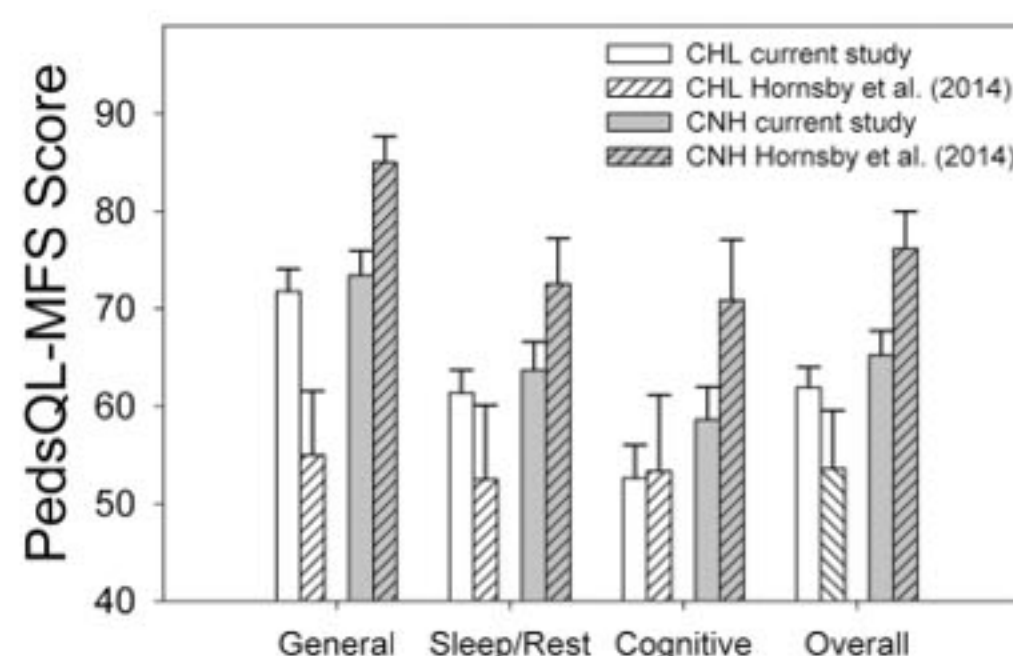 PedsQL-MFS Score
90
80
70
60
50
40
CHL current study
CHL Hornsby et al. (2014)
CNH current study
CNH Hornsby et al. (2014)
General Sleep/Rest Cognitive Overall